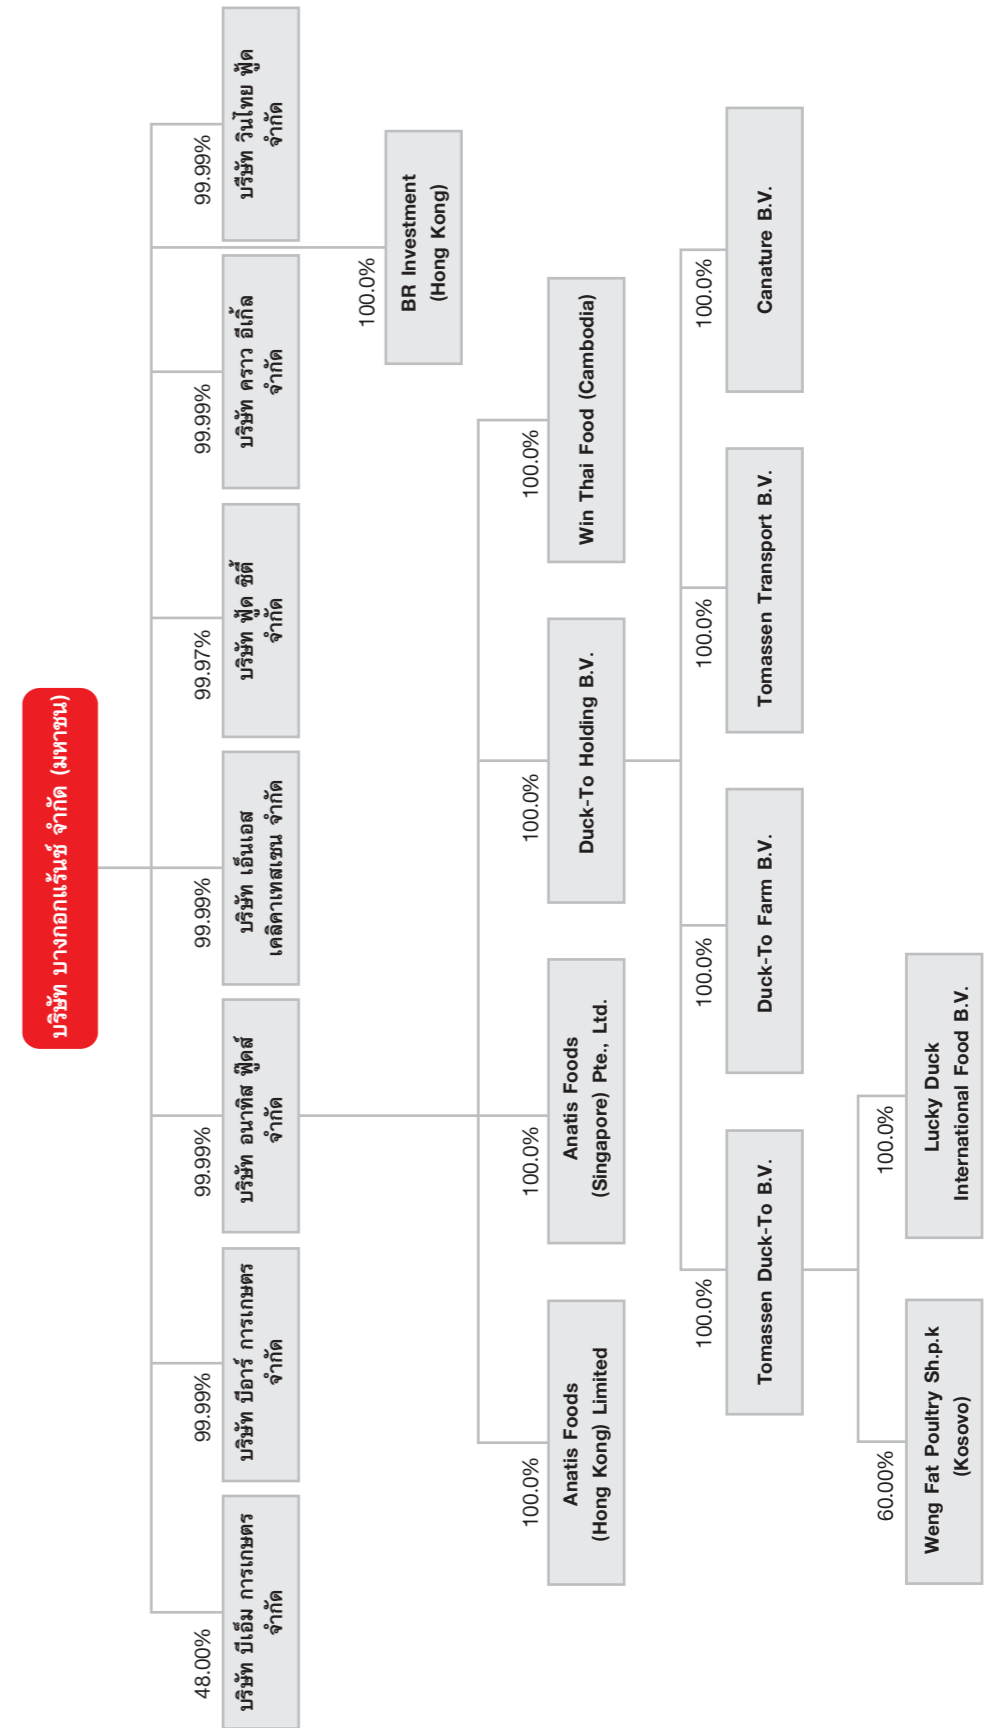 บริษัท บางกอกแร้นช์ จำกัด (มหาชน)
48.00%
99.99%
99.99%
99.99%
99.97%
99.99%
99.99%
บริษัท บีเอ็ม การเกษตร
จำกัด
บริษัท บีอาร์ การเกษตร
จำกัด
บริษัท อนาทิส ฟู๊ดส์
จำกัด
บริษัท เอ็นเอส
เคลิคาเทสเซน จำกัด
บริษัท ฟู้ด ซิตี้
จำกัด
บริษัท คราว อีเกิ้ล
จำกัด
บริษัท วินไทย ฟู้ด
จำกัด
100.0%
BR Investment
(Hong Kong)
100.0%
100.0%
100.0%
100.0%
Anatis Foods
(Hong Kong) Limited
Anatis Foods
(Singapore) Pte., Ltd.
Duck-To Holding B.V.
Win Thai Food (Cambodia)
100.0%
100.0%
100.0%
100.0%
Tomassen Duck-To B.V.
Duck-To Farm B.V.
Tomassen Transport B.V.
Canature B.V.
60.00%
100.0%
Weng Fat Poultry Sh.p.k
(Kosovo)
Lucky Duck
International Food B.V.